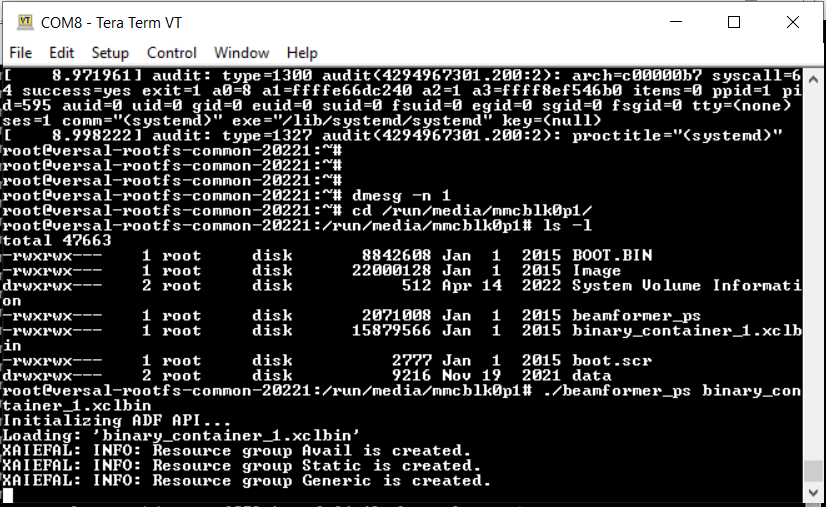 COM8 - Tera Term VT
File Edit Setup Control Window Help
[    8.971961] audit: type=1300 audit(4294967301.200:2): arch=c00000b7 syscall=6
4 success=yes exit=1 a0=8 a1=ffffe66dc240 a2=1 a3=ffff8ef546b0 items=0 ppid=1 pi
d=595 auid=0 uid=0 gid=0 euid=0 suid=0 fsuid=0 egid=0 sgid=0 fsgid=0 tty=(none)
ses=1 comm="(systemd)" exe="/lib/systemd/systemd" key=(null)
[    8.998222] audit: type=1327 audit(4294967301.200:2): proctitle="(systemd)"
root@versal-rootfs-common-20221:~#
root@versal-rootfs-common-20221:~#
root@versal-rootfs-common-20221:~#
root@versal-rootfs-common-20221:~# dmesg -n 1
root@versal-rootfs-common-20221:~# cd /run/media/mmcblk0p1/
root@versal-rootfs-common-20221:/run/media/mmcblk0p1# ls -l
total 47663
-rwxrwx---    1 root     disk       8842608 Jan  1  2015 BOOT.BIN
-rwxrwx---    1 root     disk      22000128 Jan  1  2015 Image
drwxrwx---    2 root     disk           512 Apr 14  2022 System Volume Informati
on
-rwxrwx---    1 root     disk       2071008 Jan  1  2015 beamformer_ps
-rwxrwx---    1 root     disk      15879566 Jan  1  2015 binary_container_1.xclb
in
-rwxrwx---    1 root     disk          2777 Jan  1  2015 boot.scr
drwxrwx---    2 root     disk          9216 Nov 19  2021 data
root@versal-rootfs-common-20221:/run/media/mmcblk0p1# ./beamformer_ps binary_con
tainer_1.xclbin
Initializing ADF API...
Loading: 'binary_container_1.xclbin'
XAIEFAL: INFO: Resource group Avail is created.
XAIEFAL: INFO: Resource group Static is created.
XAIEFAL: INFO: Resource group Generic is created.